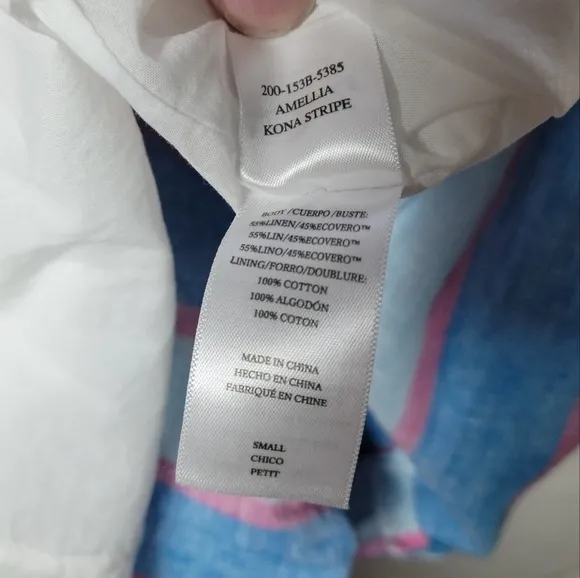 200-153B-5385
AMELLIA
KONA STRIPE
BODY/CUERPO/BUSTE:
55%LINEN/45%ECOVERO™
55%LIN/45%ECOVERO™
55%LINO/45%ECOVERO™
LINING/FORRO/DOUBLURE:
100% COTTON
100% ALGODÓN
100% COTON
MADE IN CHINA
HECHO EN CHINA
FABRIQUÉ EN CHINE
SMALL
CHICO
PETIT